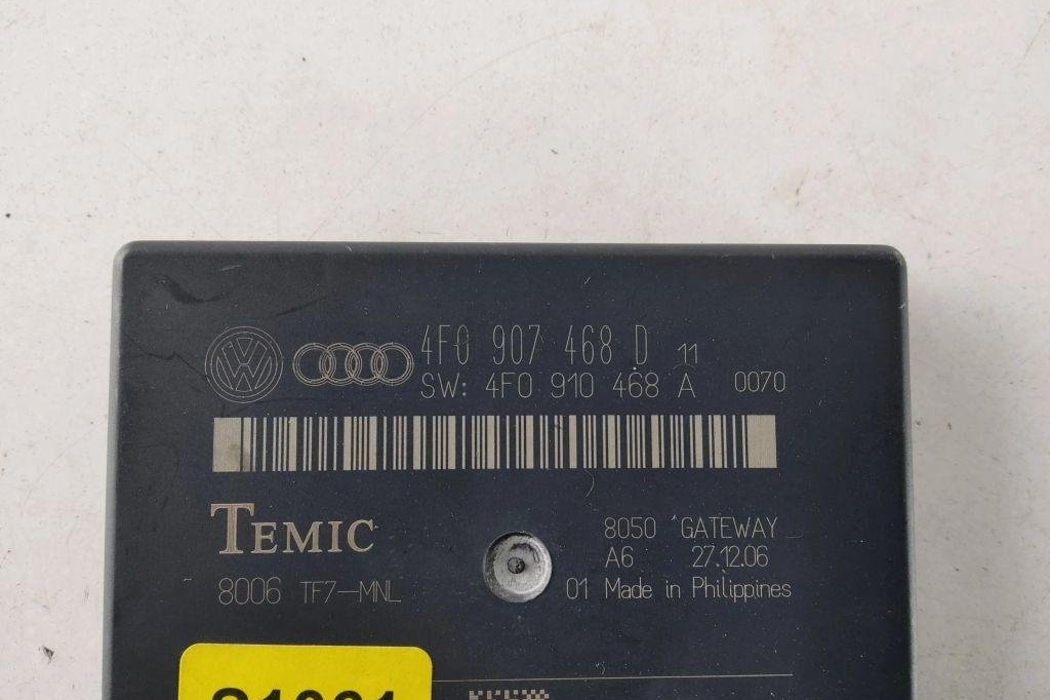 4F0 907 468 D 11
SW: 4F0 910 468 A 0070
TEMIC
8050 GATEWAY
A6 27.12.06
8006 TF7-MNL
01 Made in Philippines